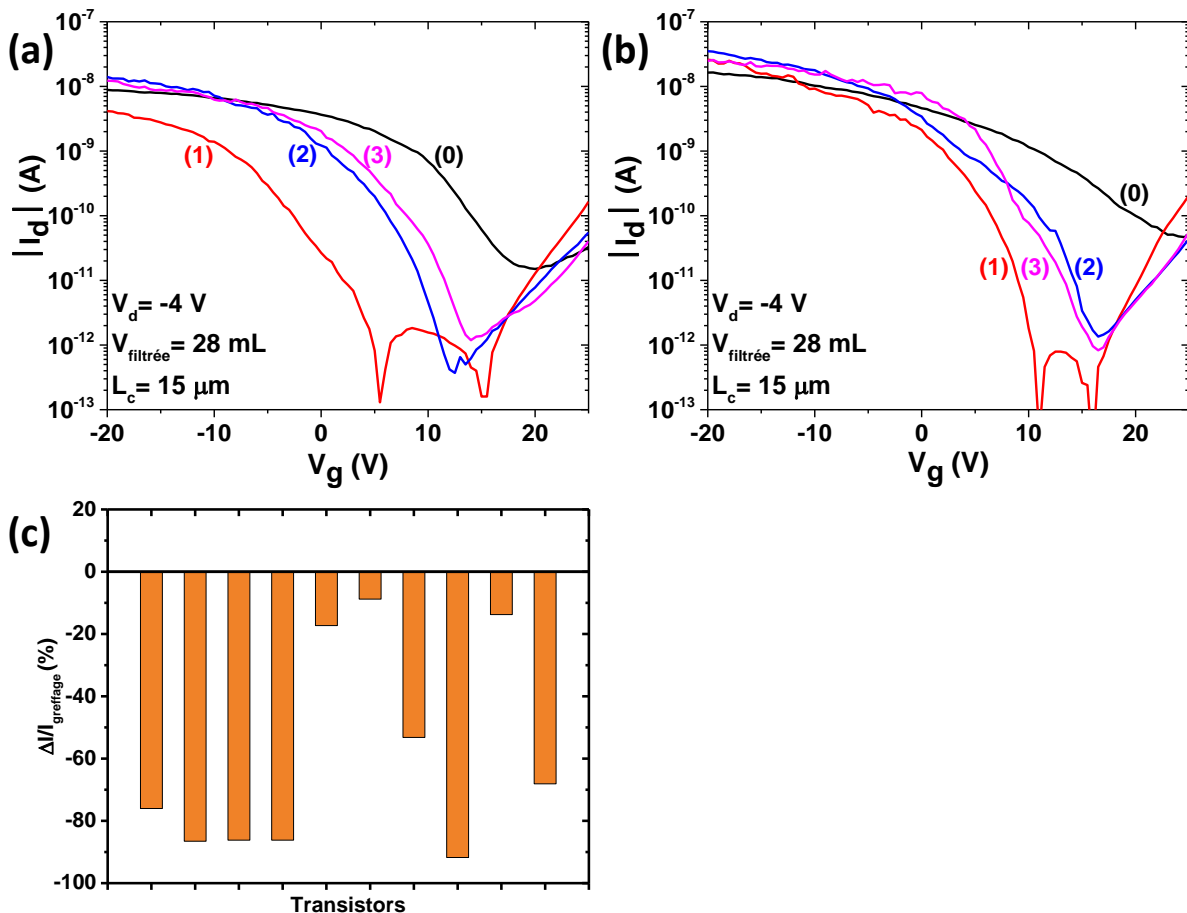 (a)
10⁻⁷
10⁻⁸
10⁻⁹
10⁻¹⁰
10⁻¹¹
10⁻¹²
10⁻¹³
| I_d | (A)
(1)
(2)
(3)
(0)
V_d= -4 V
V_filtrée= 28 mL
L_c= 15 µm
-20 -10 0 10 20
V_g (V)
(b)
10⁻⁷
10⁻⁸
10⁻⁹
10⁻¹⁰
10⁻¹¹
10⁻¹²
10⁻¹³
| I_d | (A)
(0)
(1)
(3)
(2)
V_d= -4 V
V_filtrée= 28 mL
L_c= 15 µm
-20 -10 0 10 20
V_g (V)
(c)
20
0
-20
-40
-60
-80
-100
ΔI/I_greffage (%)
Transistors